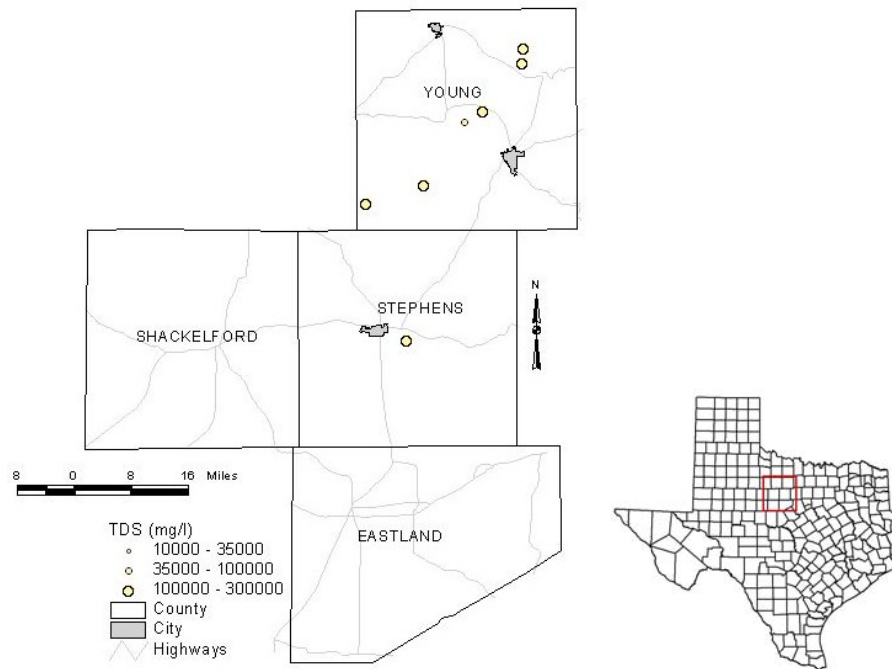 YOUNG
STEPHENS
SHACKELFORD
N
8 0 8 16 Miles
EASTLAND
TDS (mg/l)
10000 - 35000
35000 - 100000
100000 - 300000
County
City
Highways